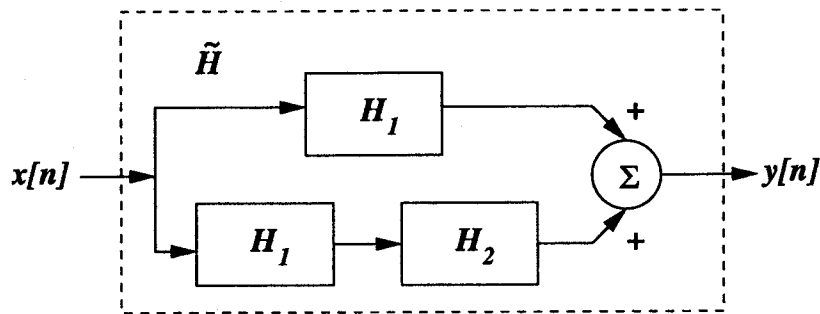 H̃
H₁
+
x[n]
Σ
y[n]
H₁
H₂
+